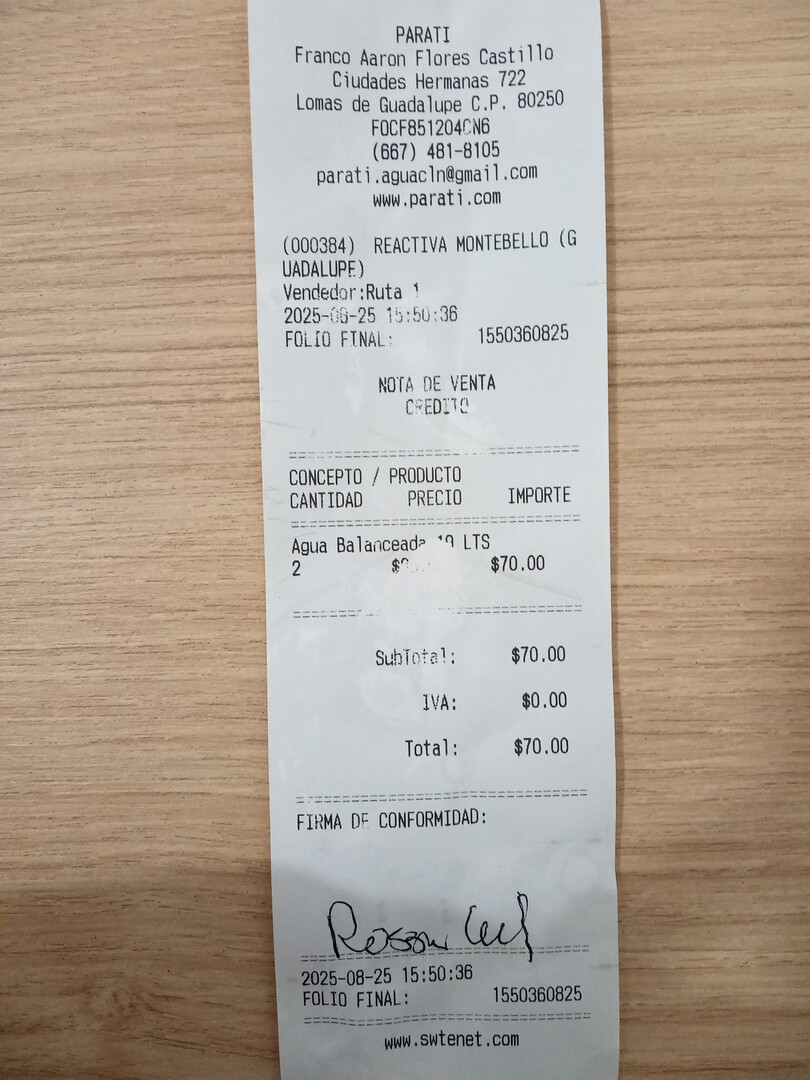 PARATI
Franco Aaron Flores Castillo
Ciudades Hermanas 722
Lomas de Guadalupe C.P. 80250
FOCF851204CN6
(667) 481-8105
parati.aguacln@gmail.com
www.parati.com
(000384) REACTIVA MONTEBELLO (G
UADALUPE)
Vendedor:Ruta 1
2025-08-25 15:50:36
FOLIO FINAL: 1550360825
NOTA DE VENTA
CREDITO
CONCEPTO / PRODUCTO
CANTIDAD PRECIO IMPORTE
Agua Balanceada LTS
2 $70.00
SubTotal: $70.00
IVA: $0.00
Total: $70.00
FIRMA DE CONFORMIDAD:
2025-08-25 15:50:36
FOLIO FINAL: 1550360825
www.swtenet.com